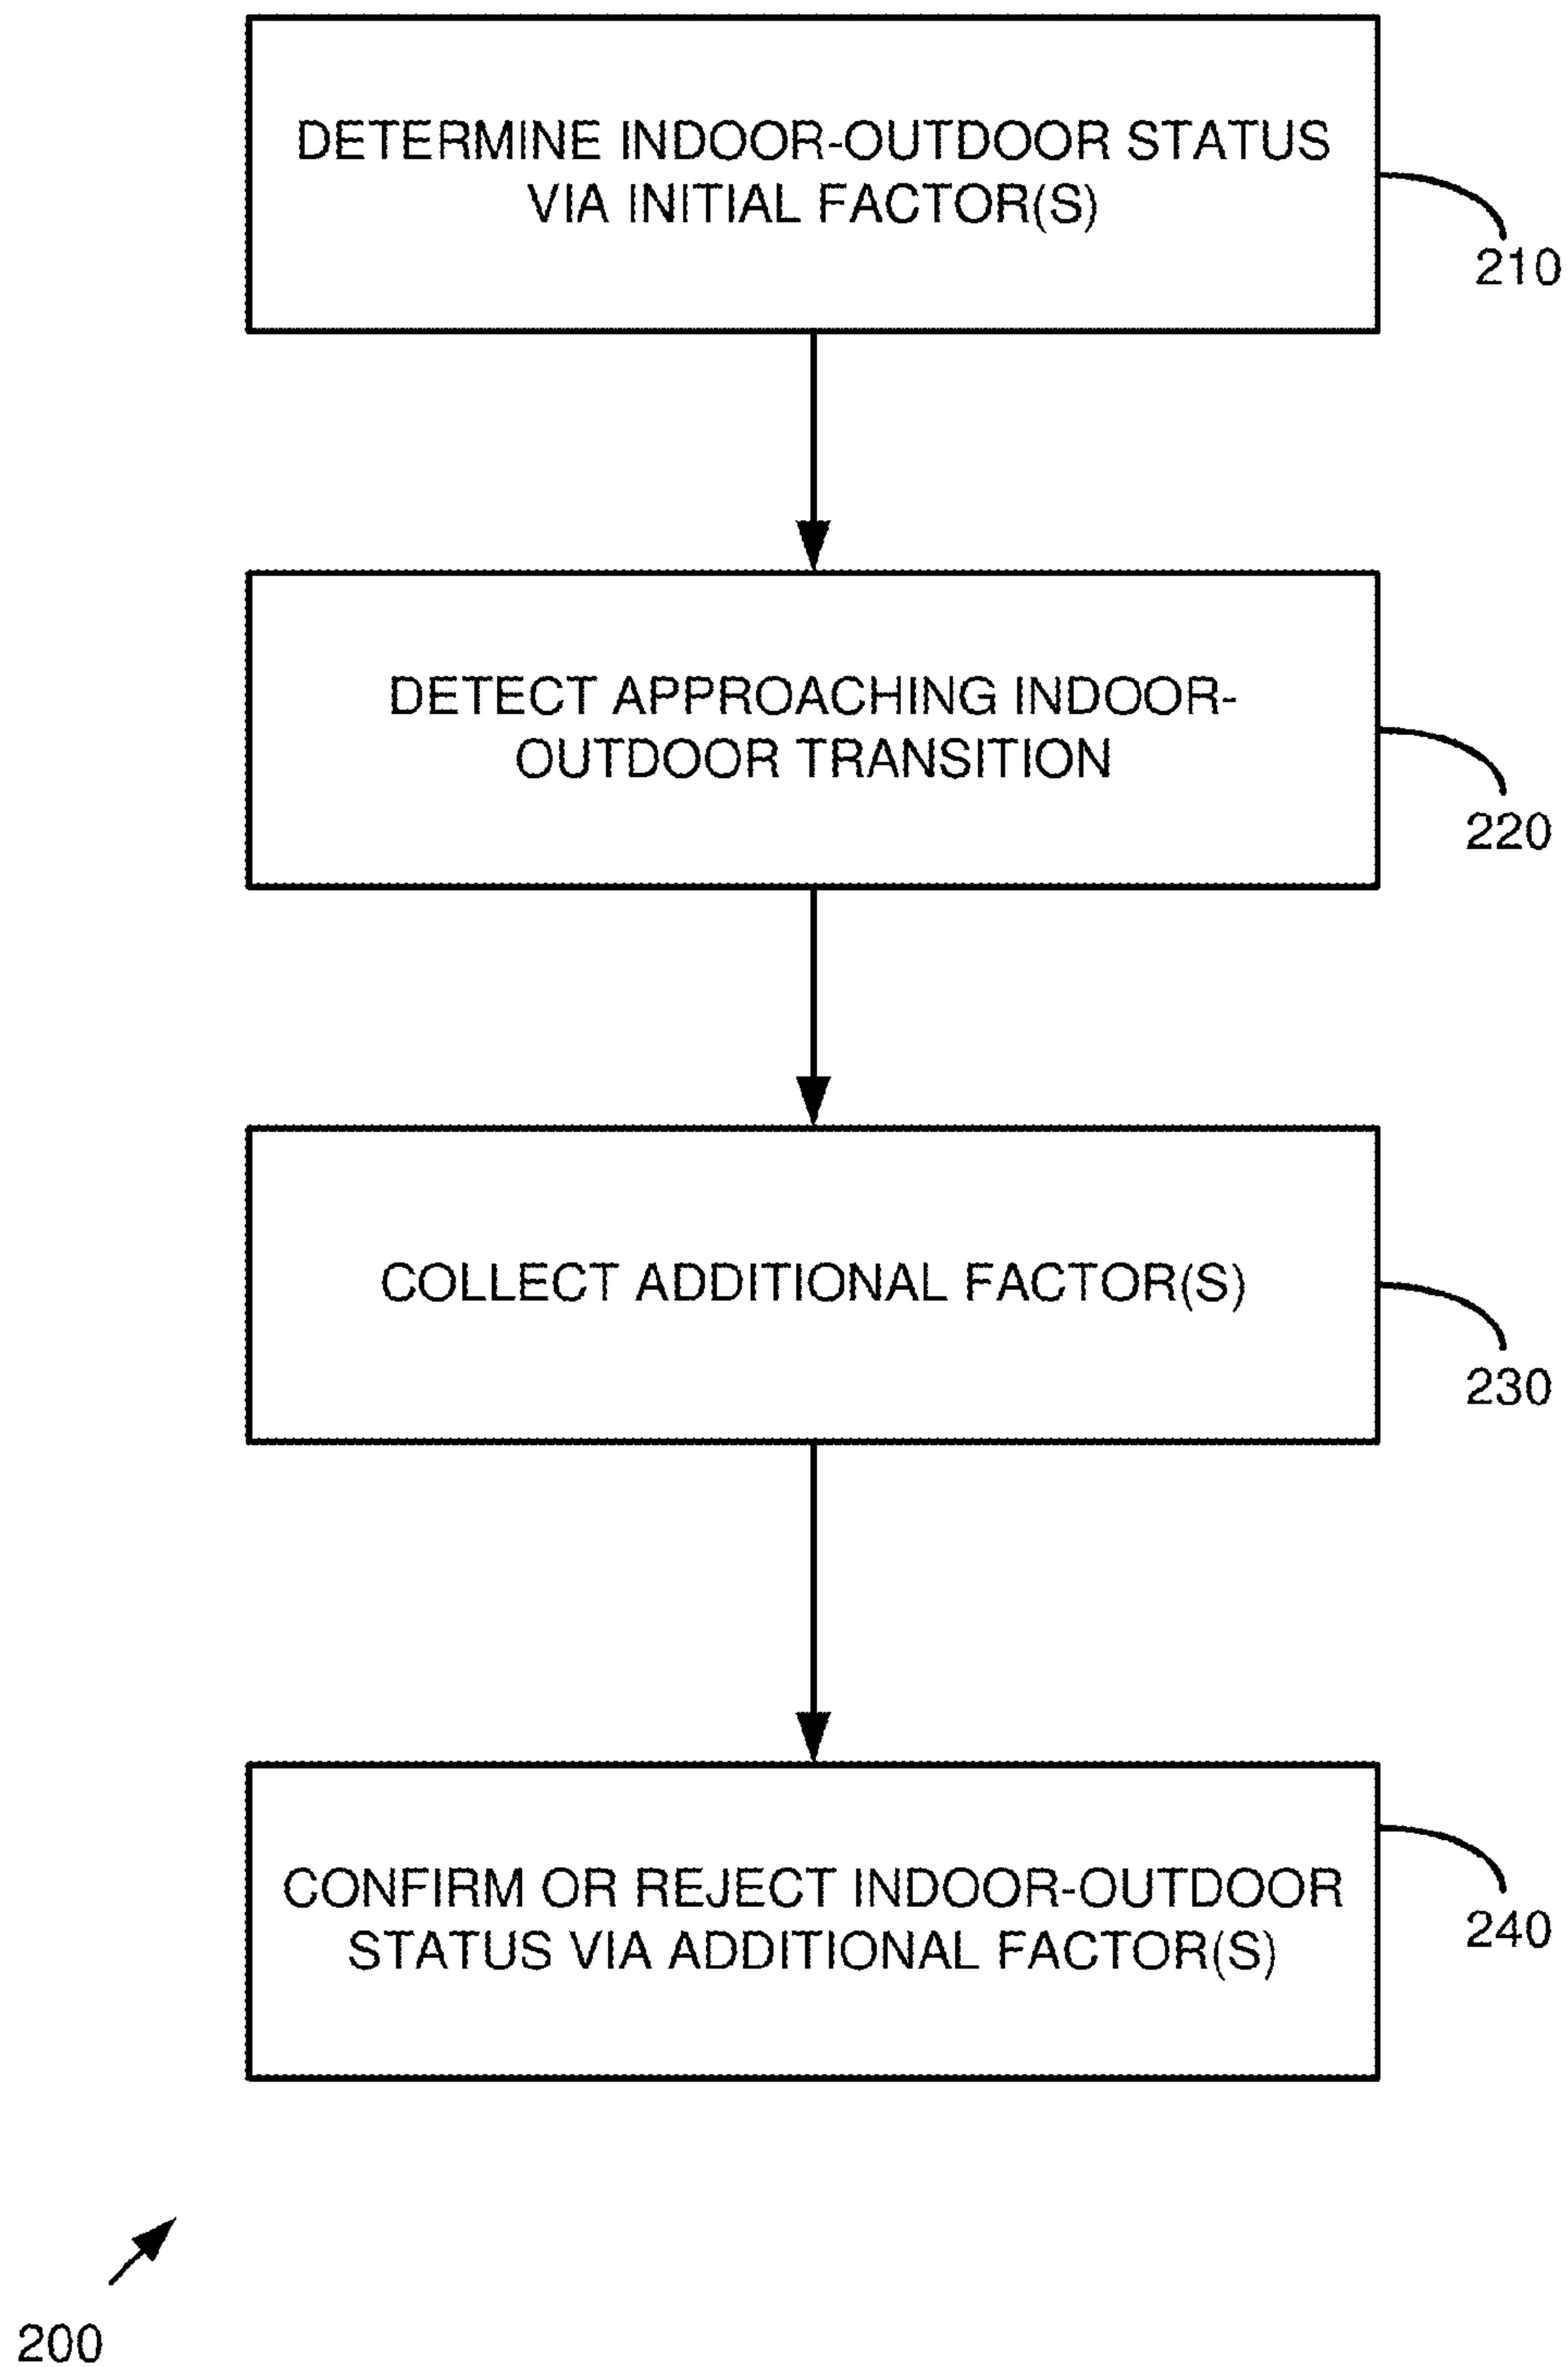 DETERMINE INDOOR-OUTDOOR STATUS
VIA INITIAL FACTOR(S)
210
DETECT APPROACHING INDOOR-
OUTDOOR TRANSITION
220
COLLECT ADDITIONAL FACTOR(S)
230
CONFIRM OR REJECT INDOOR-OUTDOOR
STATUS VIA ADDITIONAL FACTOR(S)
240
200